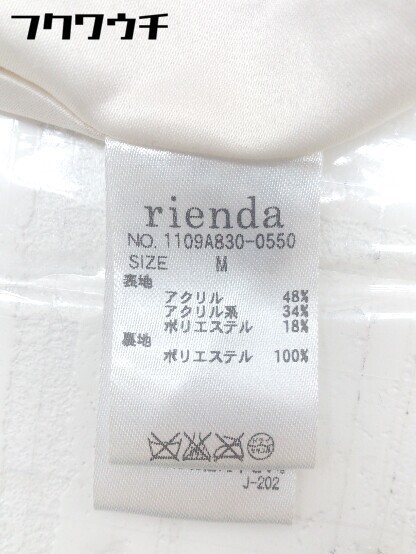 フクワウチ
rienda
NO. 1109A830-0550
SIZE M
表地
アクリル 48%
アクリル系 34%
ポリエステル 18%
裏地
ポリエステル 100%
J-202